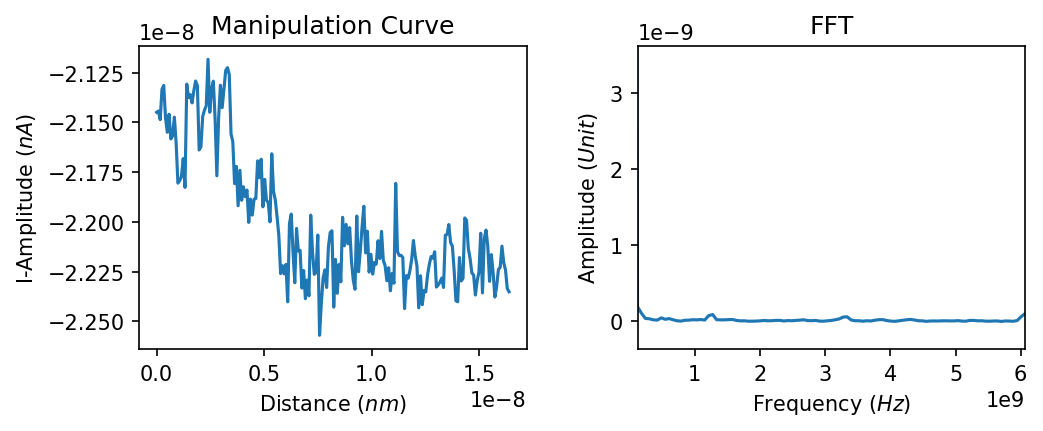 Manipulation Curve
1e−8
I-Amplitude (nA)
−2.125
−2.150
−2.175
−2.200
−2.225
−2.250
0.0 0.5 1.0 1.5
Distance (nm)
1e−8
FFT
1e−9
Amplitude (Unit)
3
2
1
0
1 2 3 4 5 6
Frequency (Hz)
1e9